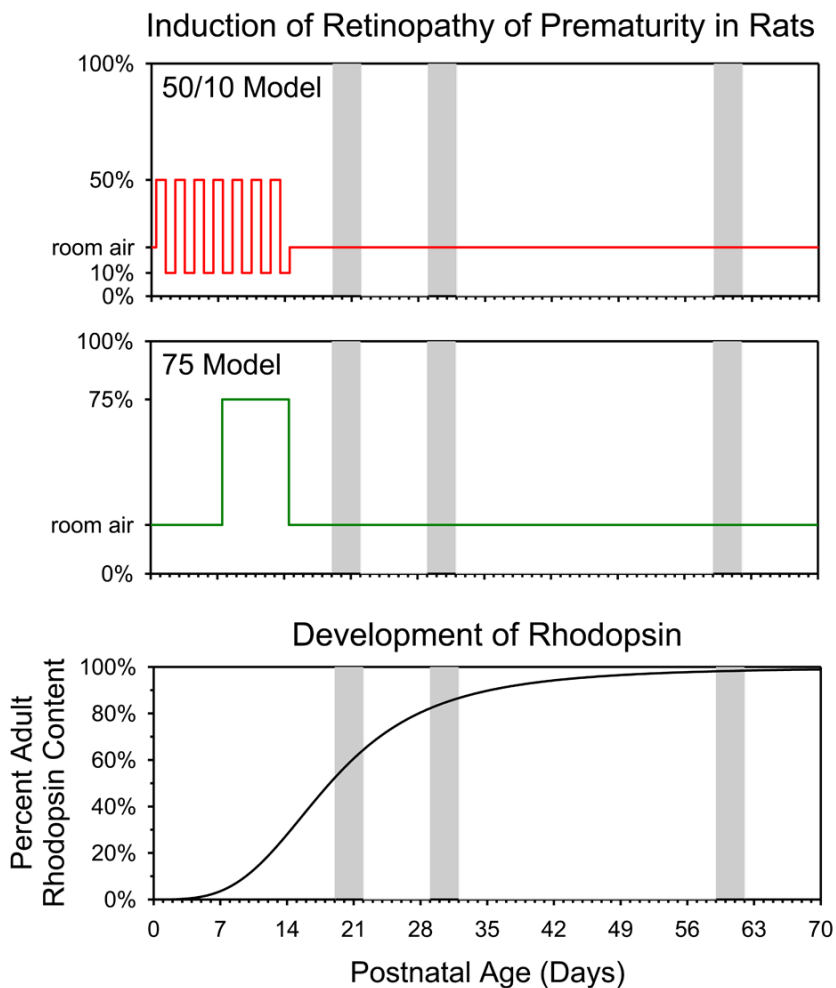 Induction of Retinopathy of Prematurity in Rats
100%
50/10 Model
50%
room air
10%
0%
100%
75 Model
75%
room air
0%
Development of Rhodopsin
Percent Adult
Rhodopsin Content
100%
80%
60%
40%
20%
0%
0 7 14 21 28 35 42 49 56 63 70
Postnatal Age (Days)